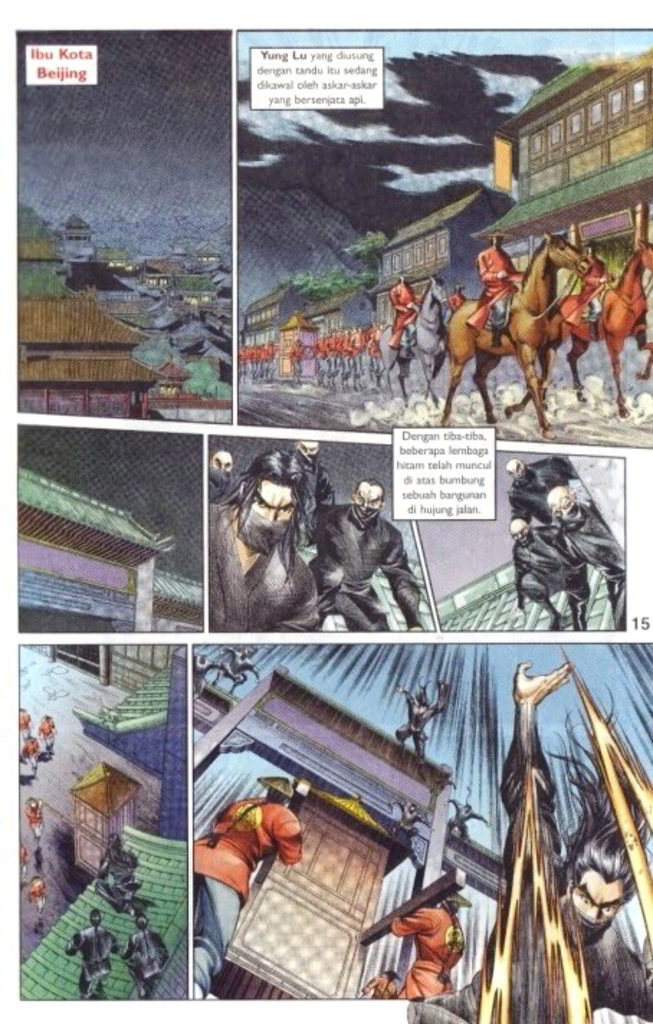 Ibu Kota
Beijing
Yung Lu yang diusung
dengan tandu itu sedang
dikawal oleh askar-askar
yang bersenjata api.
Dengan tiba-tiba,
beberapa lembaga
hitam telah muncul
di atas bumbung
sebuah bangunan
di hujung jalan.
15